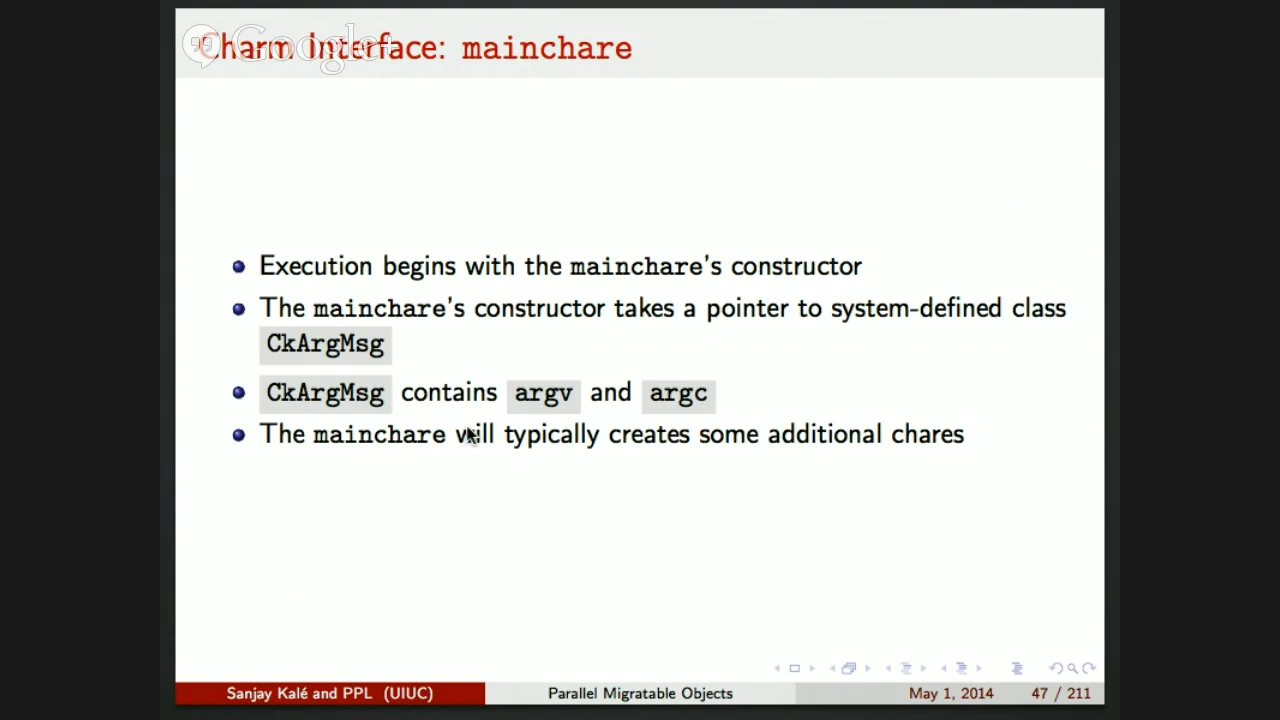 Google+
Charm Interface: mainchare
Execution begins with the mainchare's constructor
The mainchare's constructor takes a pointer to system-defined class
CkArgMsg
CkArgMsg contains argv and argc
The mainchare will typically creates some additional chares
Sanjay Kalé and PPL (UIUC) Parallel Migratable Objects May 1, 2014 47 / 211